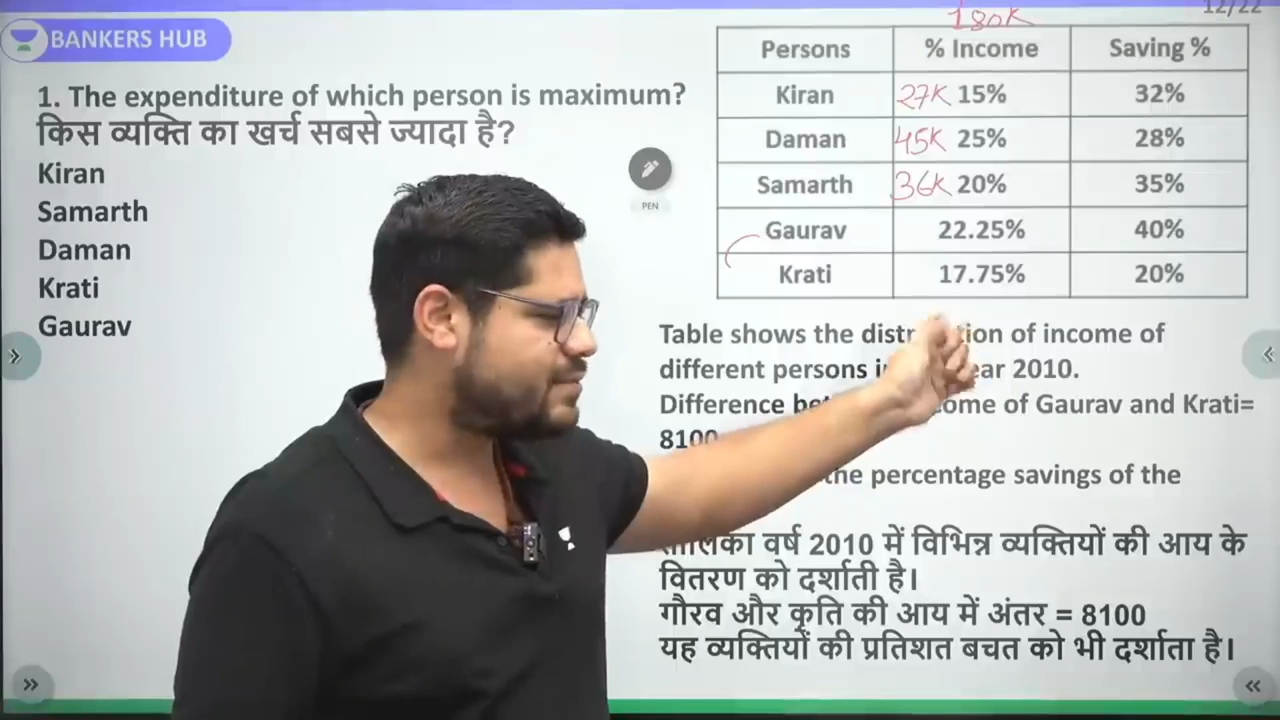 12/22
BANKERS HUB
1. The expenditure of which person is maximum?
किस व्यक्ति का खर्च सबसे ज्यादा है?
Kiran
Samarth
Daman
Krati
Gaurav
PEN
180K
Persons % Income Saving %
Kiran 27K 15% 32%
Daman 45K 25% 28%
Samarth 36K 20% 35%
Gaurav 22.25% 40%
Krati 17.75% 20%
Table shows the of income of
different persons 2010.
Difference of Gaurav and Krati=
8100
the percentage savings of the
तालिका वर्ष 2010 में विभिन्न व्यक्तियों की आय के
वितरण को दर्शाती है।
गौरव और कृति की आय में अंतर = 8100
यह व्यक्तियों की प्रतिशत बचत को भी दर्शाता है।